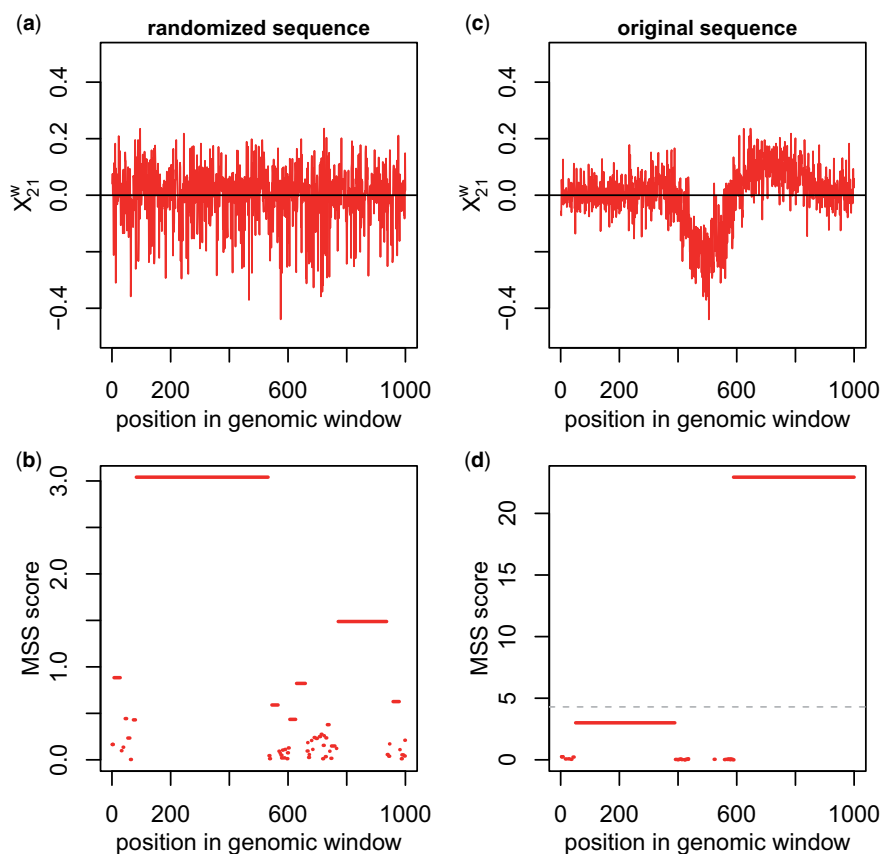 (a)
randomized sequence
X^w_21
0.4
0.2
0.0
−0.4
0 200 600 1000
position in genomic window
(c)
original sequence
X^w_21
0.4
0.2
0.0
−0.4
0 200 600 1000
position in genomic window
(b)
MSS score
3.0
2.0
1.0
0.0
0 200 600 1000
position in genomic window
(d)
MSS score
20
15
10
5
0
0 200 600 1000
position in genomic window